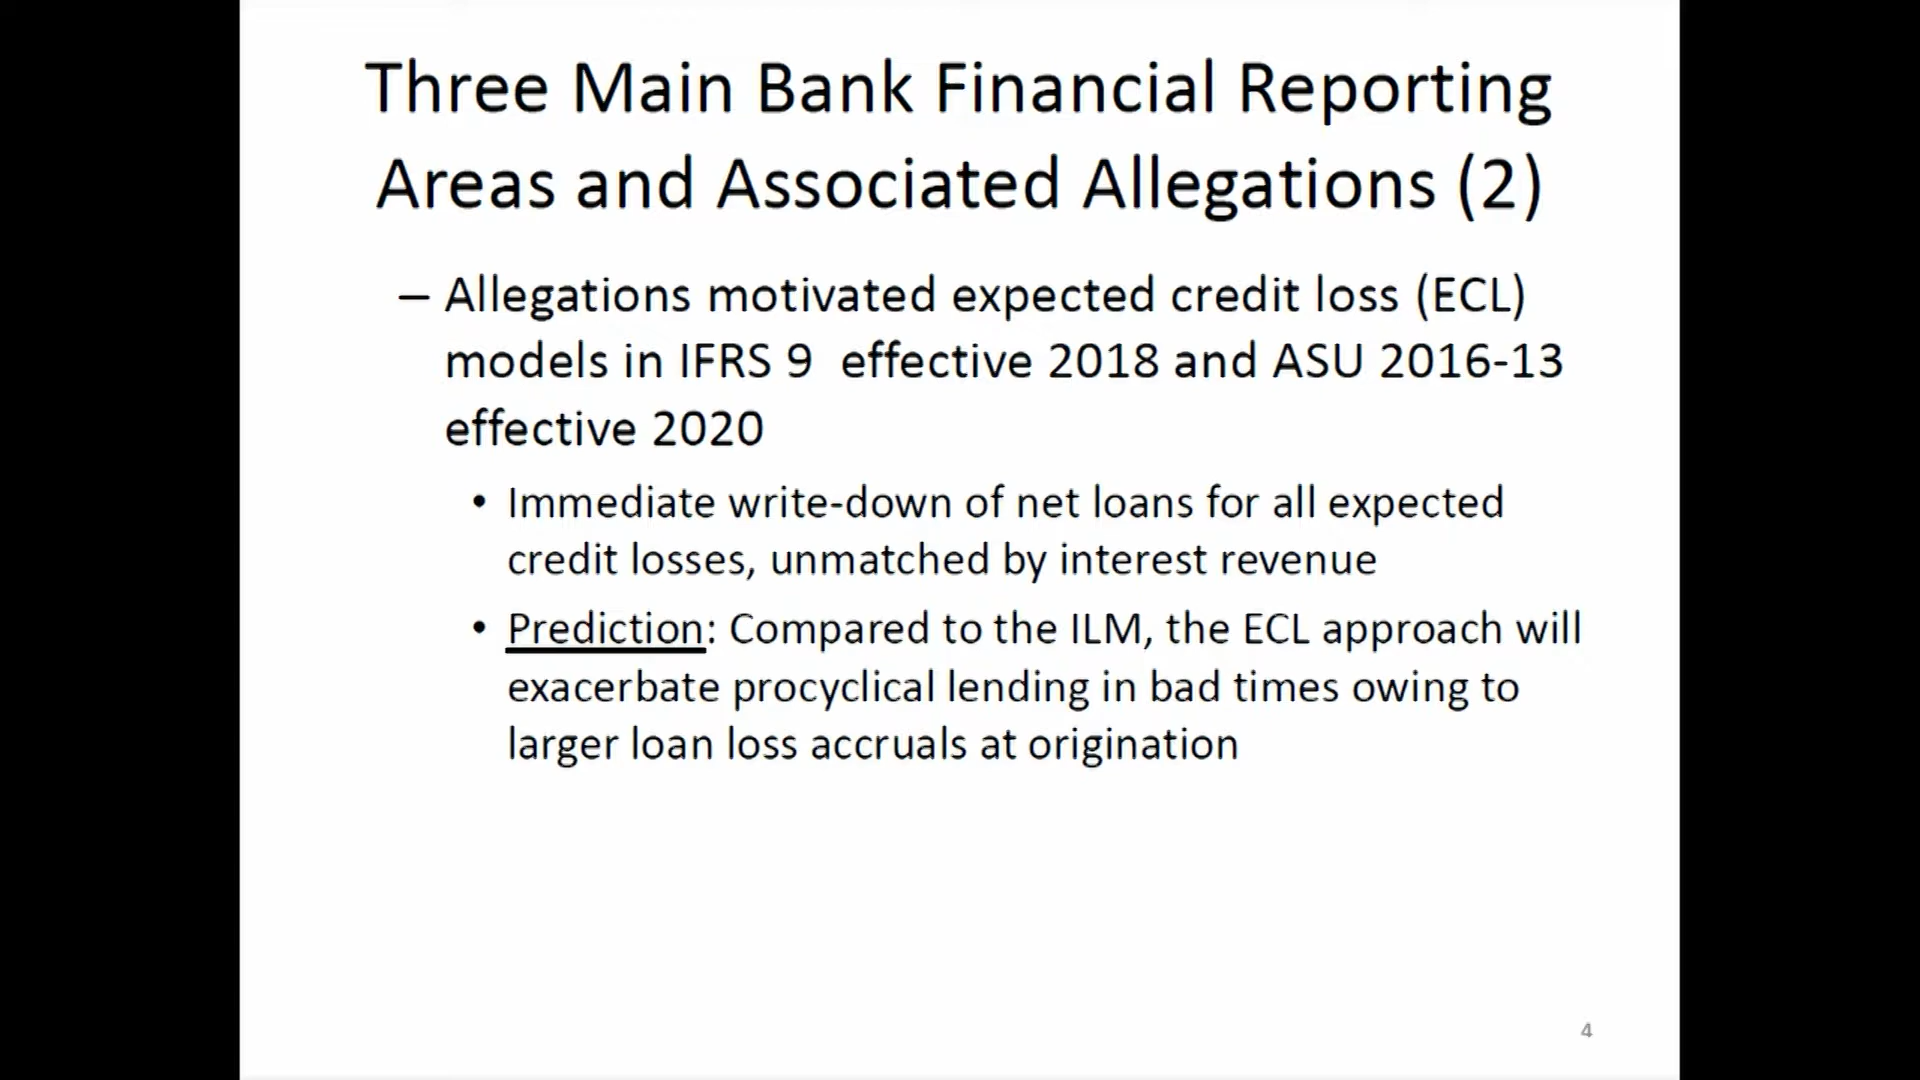 Three Main Bank Financial Reporting
Areas and Associated Allegations (2)
– Allegations motivated expected credit loss (ECL)
models in IFRS 9  effective 2018 and ASU 2016-13
effective 2020
• Immediate write-down of net loans for all expected
credit losses, unmatched by interest revenue
• Prediction: Compared to the ILM, the ECL approach will
exacerbate procyclical lending in bad times owing to
larger loan loss accruals at origination
4